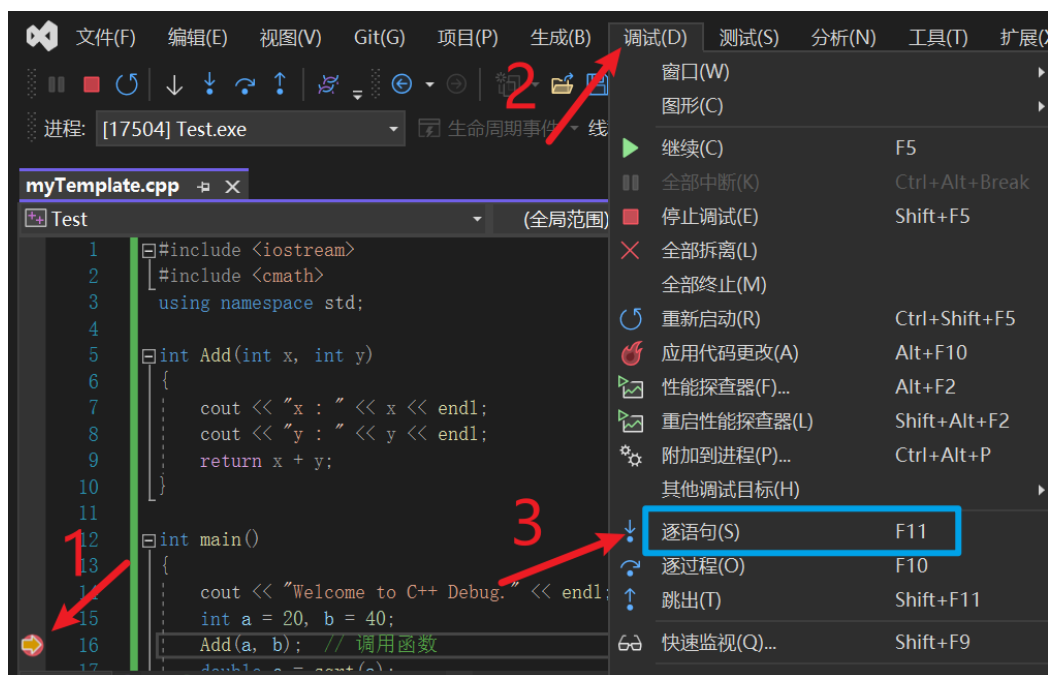 文件(F) 编辑(E) 视图(V) Git(G) 项目(P) 生成(B) 调试(D) 测试(S) 分析(N) 工具(T) 扩展(X
2
进程: [17504] Test.exe 生命周期事件 线
myTemplate.cpp
Test (全局范围)
1 #include <iostream>
2 #include <cmath>
3 using namespace std;
4
5 int Add(int x, int y)
6 {
7 cout << "x : " << x << endl;
8 cout << "y : " << y << endl;
9 return x + y;
10 }
11
12 int main()
13 {
14 cout << "Welcome to C++ Debug." << endl;
15 int a = 20, b = 40;
16 Add(a, b); // 调用函数
17
1
窗口(W)
图形(C)
继续(C) F5
全部中断(K) Ctrl+Alt+Break
停止调试(E) Shift+F5
全部拆离(L)
全部终止(M)
重新启动(R) Ctrl+Shift+F5
应用代码更改(A) Alt+F10
性能探查器(F)... Alt+F2
重启性能探查器(L) Shift+Alt+F2
附加到进程(P)... Ctrl+Alt+P
其他调试目标(H)
3
逐语句(S) F11
逐过程(O) F10
跳出(T) Shift+F11
快速监视(Q)... Shift+F9